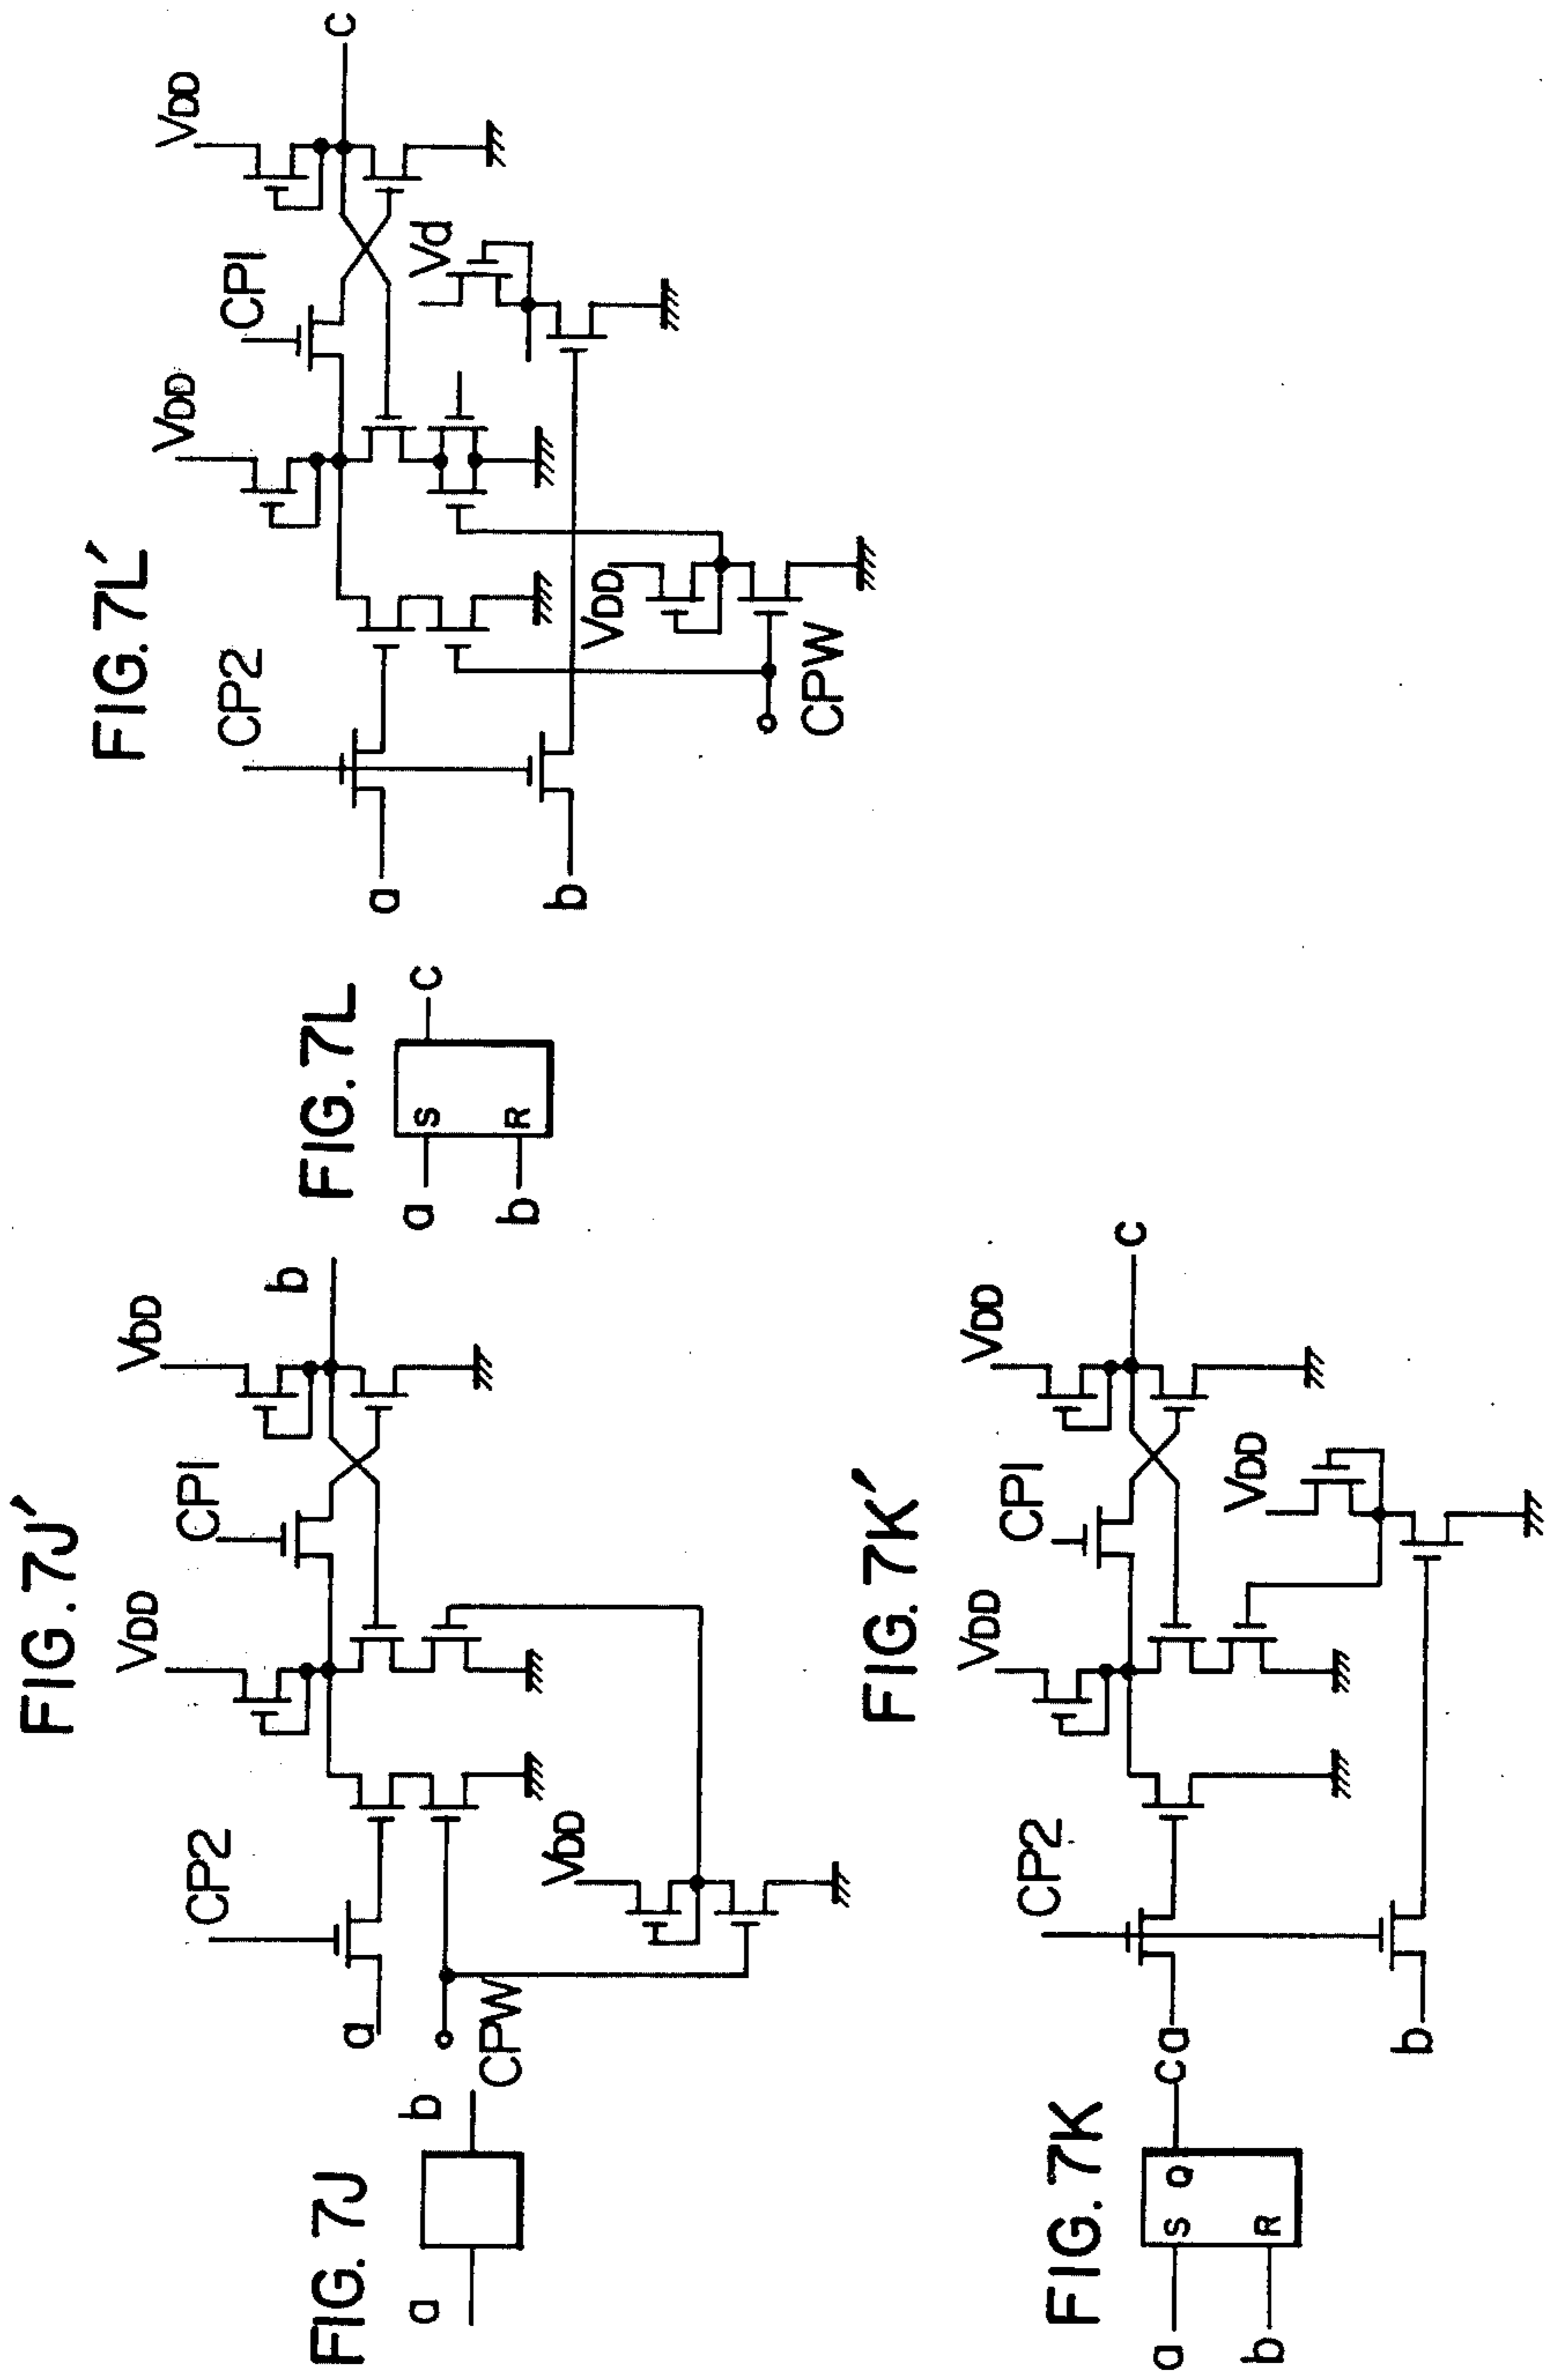 FIG. 7J
a
b
FIG. 7J'
CP2
VDD
CP1
VDD
b
a
CPW
VDD
FIG. 7L
S
R
a
b
c
FIG. 7L'
CP2
VDD
CP1
VDD
c
a
b
VDD
CPW
Vd
FIG. 7K
S Q
R
a
b
c
FIG. 7K'
CP2
VDD
CP1
VDD
c
a
b
VDD